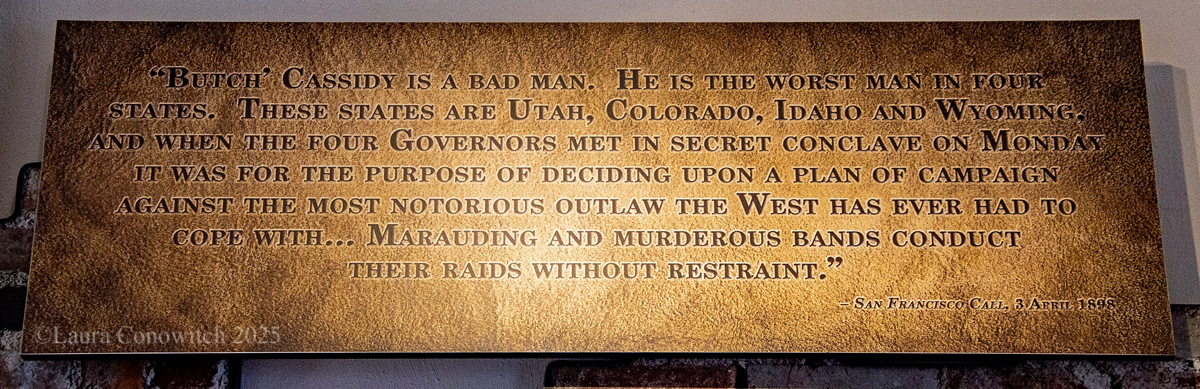 “Butch’ Cassidy is a bad man. He is the worst man in four
states. These states are Utah, Colorado, Idaho and Wyoming,
and when the four Governors met in secret conclave on Monday
it was for the purpose of deciding upon a plan of campaign
against the most notorious outlaw the West has ever had to
cope with... Marauding and murderous bands conduct
their raids without restraint.”
– San Francisco Call, 3 April 1898
©Laura Conowitch 2025